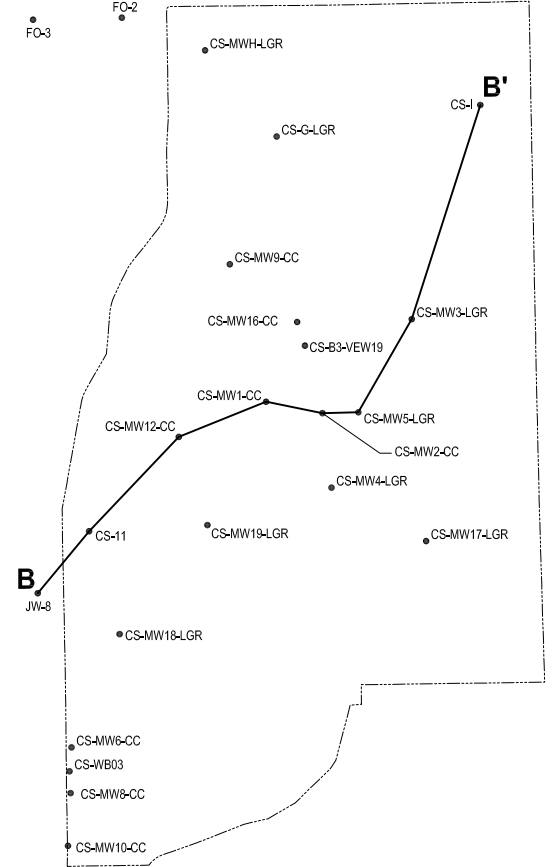 FO-2
FO-3
CS-MWH-LGR
B'
CS-I
CS-G-LGR
CS-MW9-CC
CS-MW3-LGR
CS-MW16-CC
CS-B3-VEW19
CS-MW1-CC
CS-MW5-LGR
CS-MW12-CC
CS-MW2-CC
CS-MW4-LGR
CS-11
CS-MW19-LGR
CS-MW17-LGR
B
JW-8
CS-MW18-LGR
CS-MW6-CC
CS-WB03
CS-MW8-CC
CS-MW10-CC